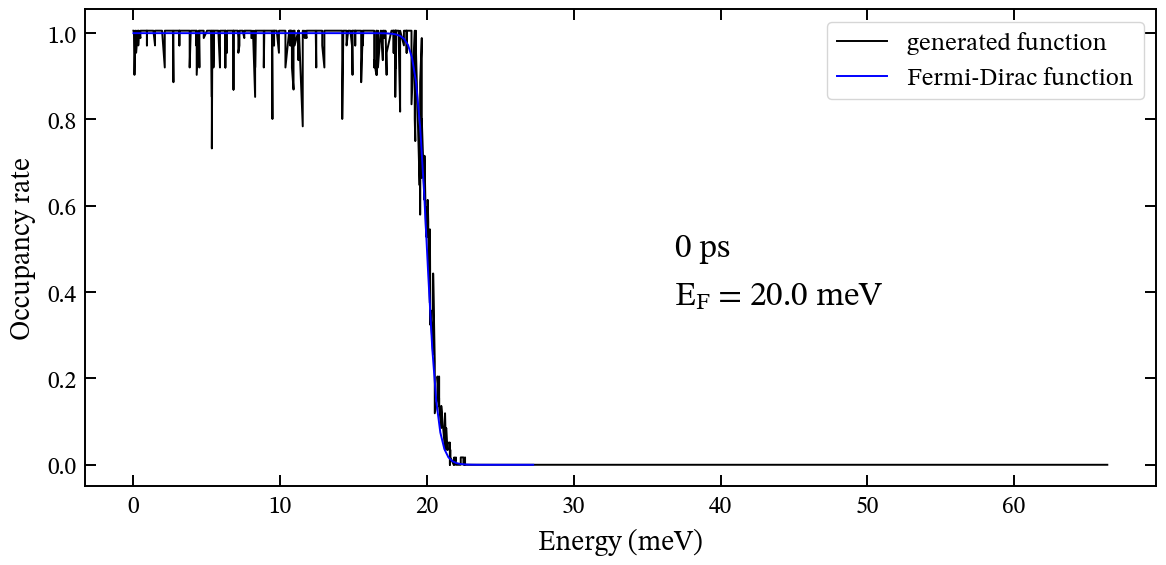 generated function
Fermi-Dirac function
1.0
0.8
0.6
0.4
0.2
0.0
Occupancy rate
0 ps
E_F = 20.0 meV
0 10 20 30 40 50 60
Energy (meV)